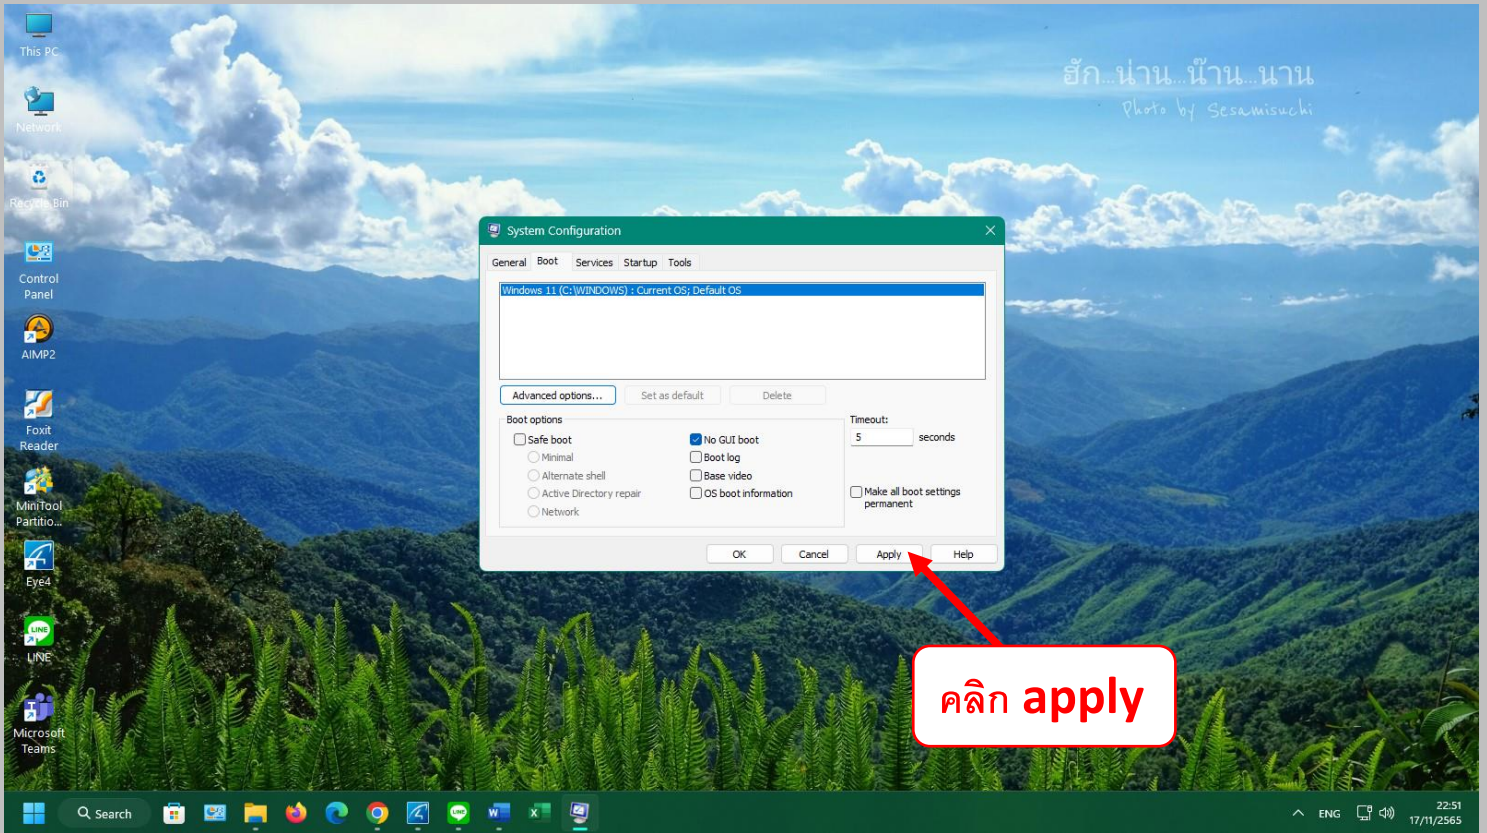 This PC
Network
Recycle Bin
Control
Panel
AIMP2
Foxit
Reader
MiniTool
Partitio...
Eye4
LINE
LINE
Microsoft
Teams
ฮัก...น่าน...น๊าน...นาน
Photo by Sesamisuchi
System Configuration
General Boot Services Startup Tools
Windows 11 (C:\WINDOWS) : Current OS; Default OS
Advanced options... Set as default Delete
Boot options Timeout:
Safe boot No GUI boot 5 seconds
Minimal Boot log
Alternate shell Base video
Active Directory repair OS boot information Make all boot settings
permanent
Network
OK Cancel Apply Help
คลิก apply
Search ENG 22:51
17/11/2565